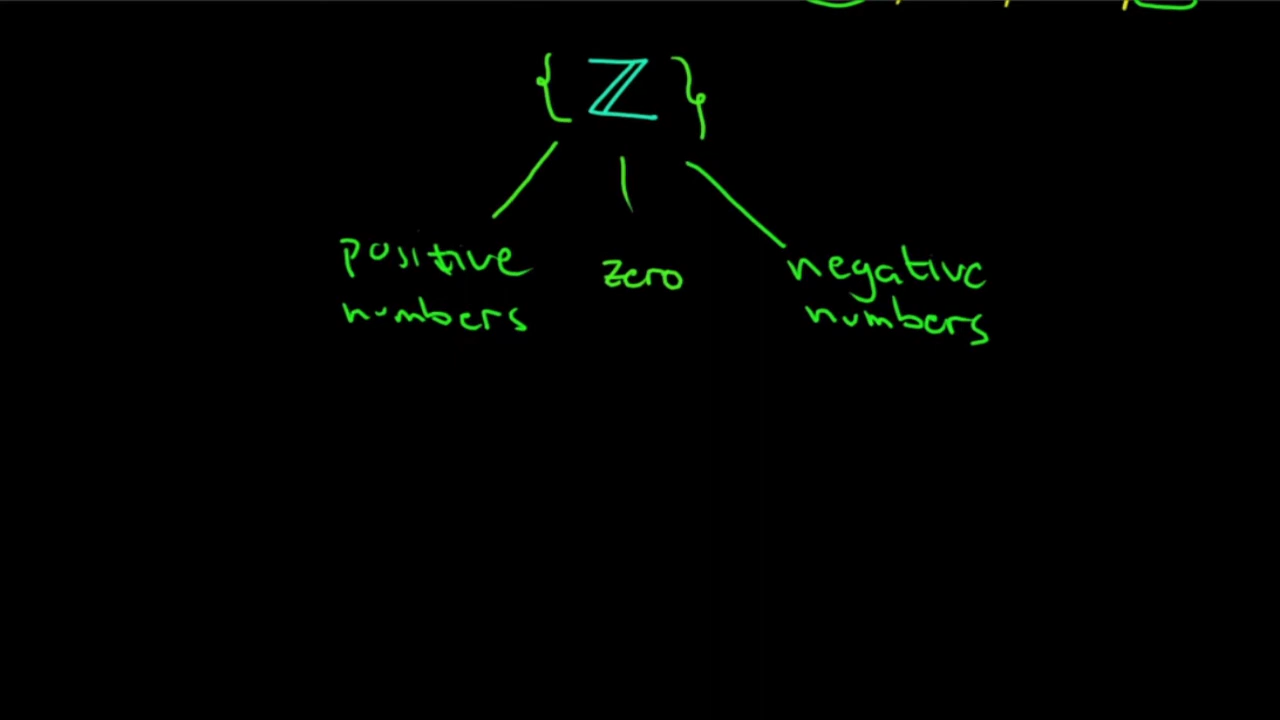 {ℤ}
positive zero negative
numbers numbers